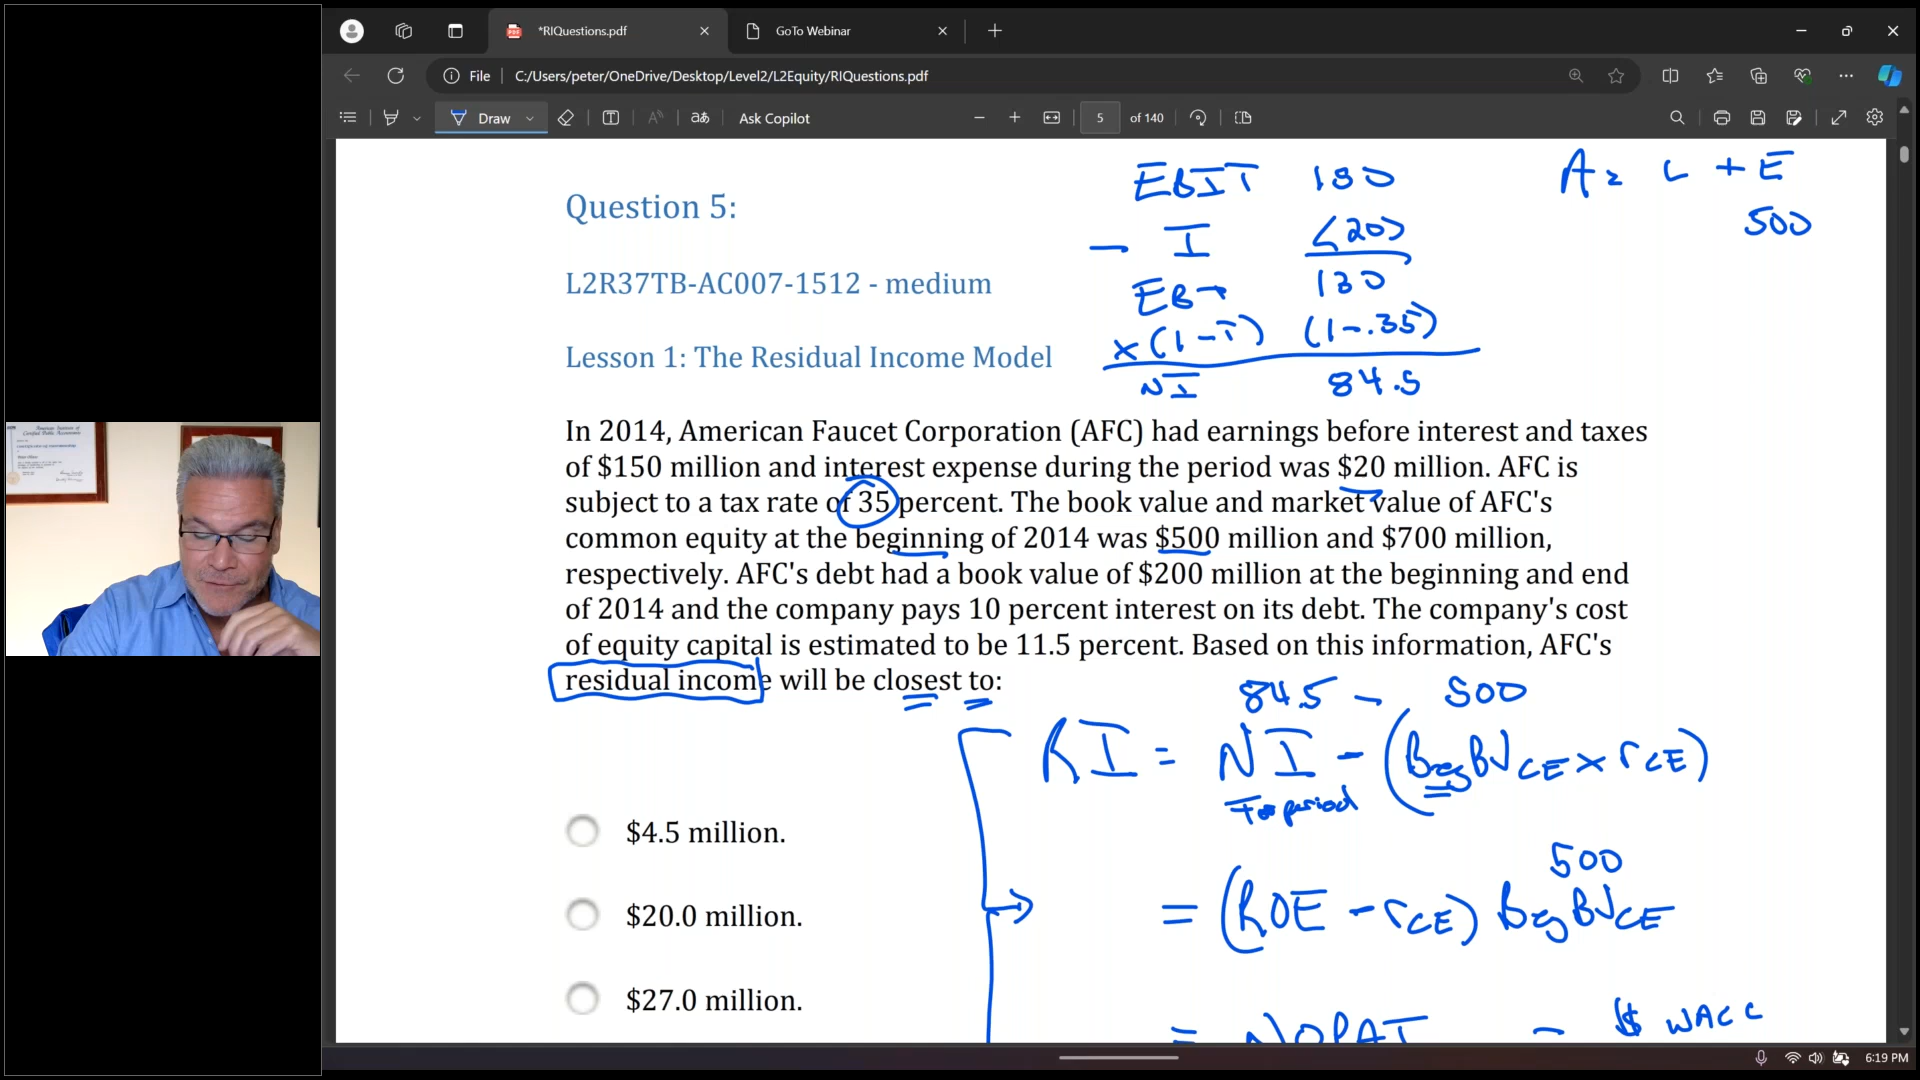 *RIQuestions.pdf
GoTo Webinar
File
C:/Users/peter/OneDrive/Desktop/Level2/L2Equity/RIQuestions.pdf
Draw
aあ
Ask Copilot
5 of 140
EBIT 150
A = L + E
500
- I <20>
EBT 130
x (1-T) (1-.35)
NI 84.5
Question 5:
L2R37TB-AC007-1512 - medium
Lesson 1: The Residual Income Model
In 2014, American Faucet Corporation (AFC) had earnings before interest and taxes
of $150 million and interest expense during the period was $20 million. AFC is
subject to a tax rate of 35 percent. The book value and market value of AFC's
common equity at the beginning of 2014 was $500 million and $700 million,
respectively. AFC's debt had a book value of $200 million at the beginning and end
of 2014 and the company pays 10 percent interest on its debt. The company's cost
of equity capital is estimated to be 11.5 percent. Based on this information, AFC's
residual income will be closest to:
84.5 - 500
RI = NI - (BegBVCE x rCE)
For period
$4.5 million.
500
= (ROE - rCE) BegBVCE
$20.0 million.
$27.0 million.
= NOPAT - $ WACC
6:19 PM